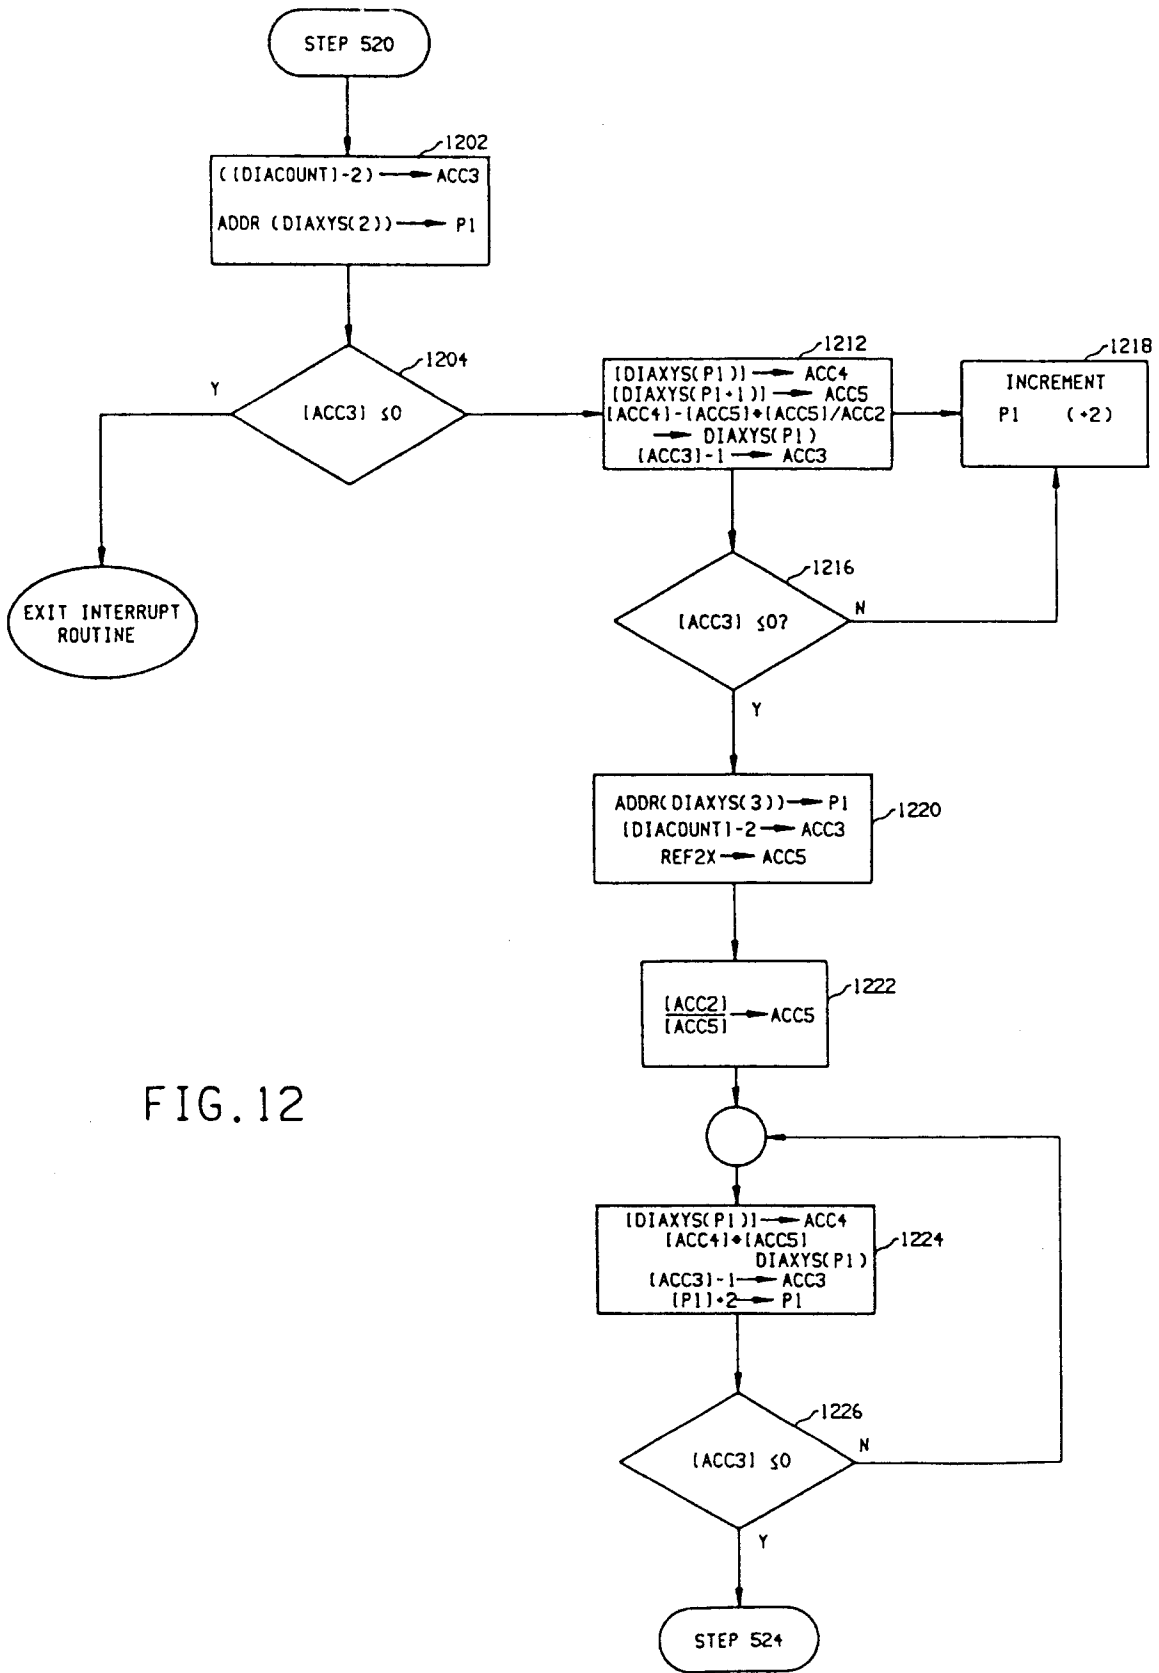 STEP 520
1202
([DIACOUNT]-2) → ACC3
ADDR (DIAXYS(2)) → P1
1204
Y
[ACC3] ≤0
EXIT INTERRUPT
ROUTINE
1212
[DIAXYS(P1)] → ACC4
[DIAXYS(P1+1)] → ACC5
[ACC4]-[ACC5]*[ACC5]/ACC2
→ DIAXYS(P1)
[ACC3]-1 → ACC3
1218
INCREMENT
P1 (+2)
1216
[ACC3] ≤0?
N
Y
1220
ADDR(DIAXYS(3)) → P1
[DIACOUNT]-2 → ACC3
REF2X → ACC5
1222
[ACC2]
[ACC5] → ACC5
FIG.12
1224
[DIAXYS(P1)] → ACC4
[ACC4]*[ACC5]
DIAXYS(P1)
[ACC3]-1 → ACC3
[P1]+2 → P1
1226
[ACC3] ≤0
N
Y
STEP 524